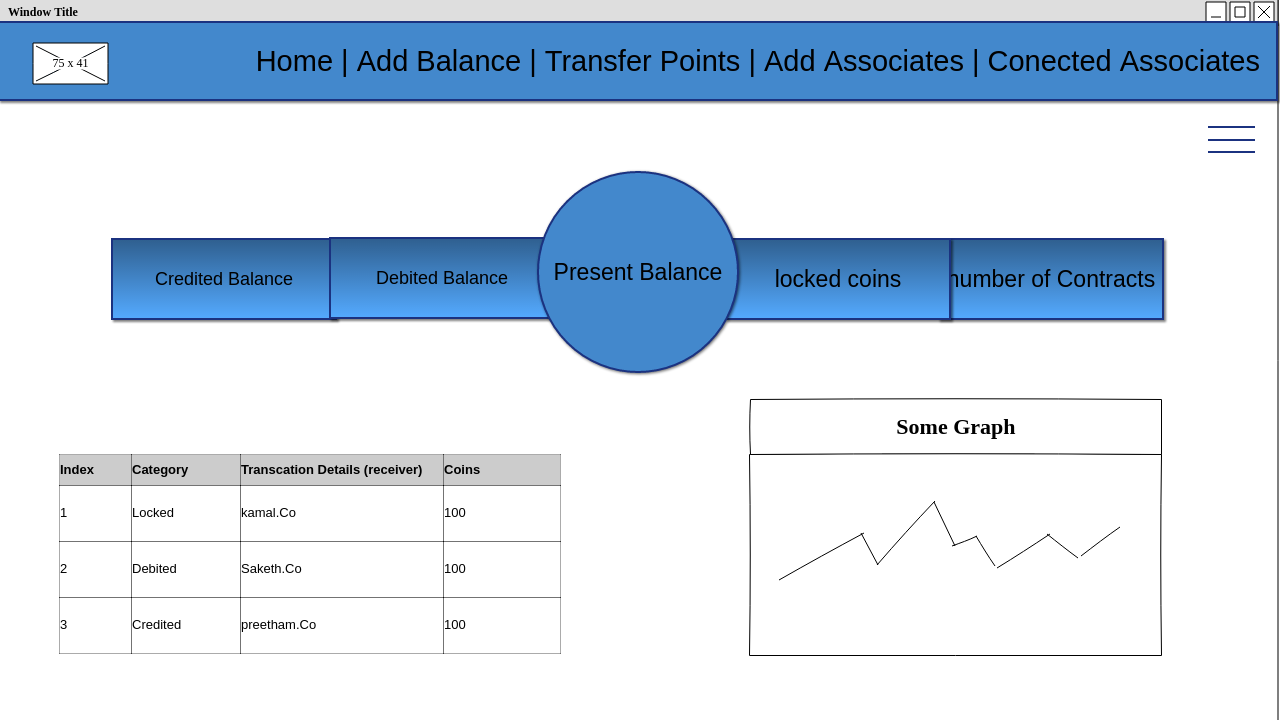 Window Title
75 x 41
Home | Add Balance | Transfer Points | Add Associates | Conected Associates
Credited Balance
Debited Balance
Present Balance
locked coins
number of Contracts
Some Graph
Index Category Transcation Details (receiver) Coins
1 Locked kamal.Co 100
2 Debited Saketh.Co 100
3 Credited preetham.Co 100